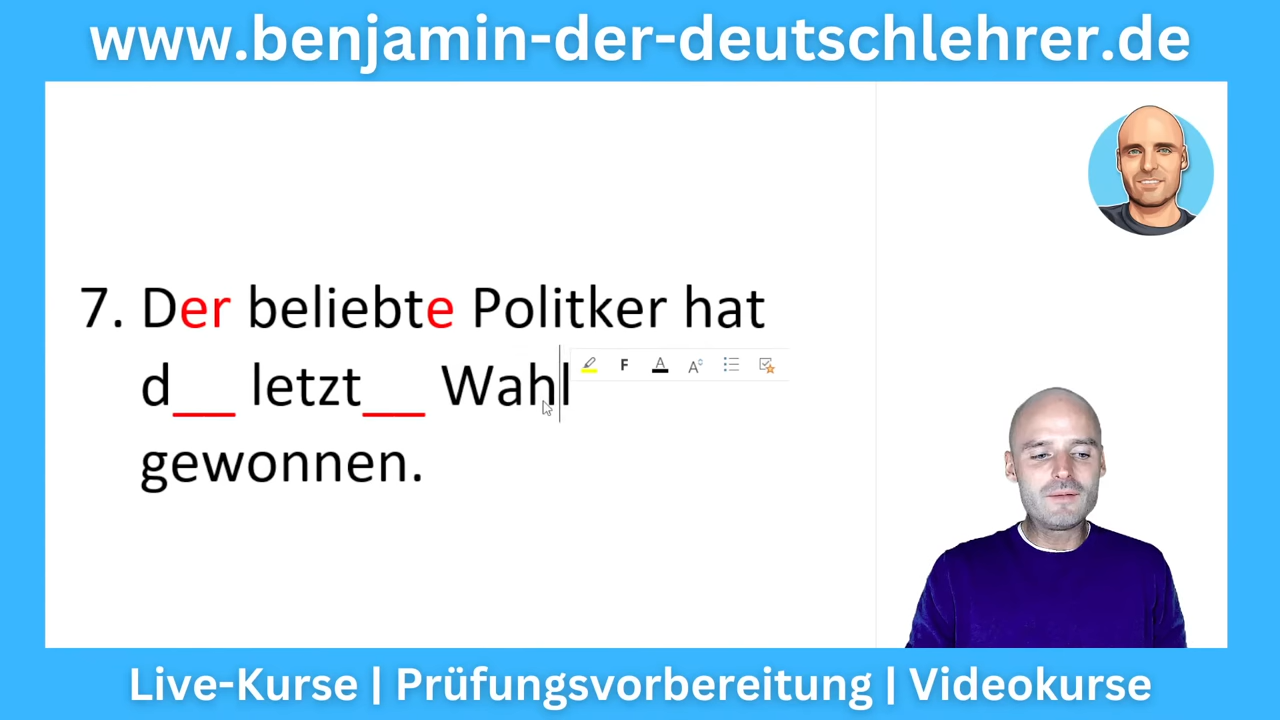 www.benjamin-der-deutschlehrer.de
7. Der beliebte Politker hat
d__ letzt__ Wahl
gewonnen.
F A A
Live-Kurse | Prüfungsvorbereitung | Videokurse